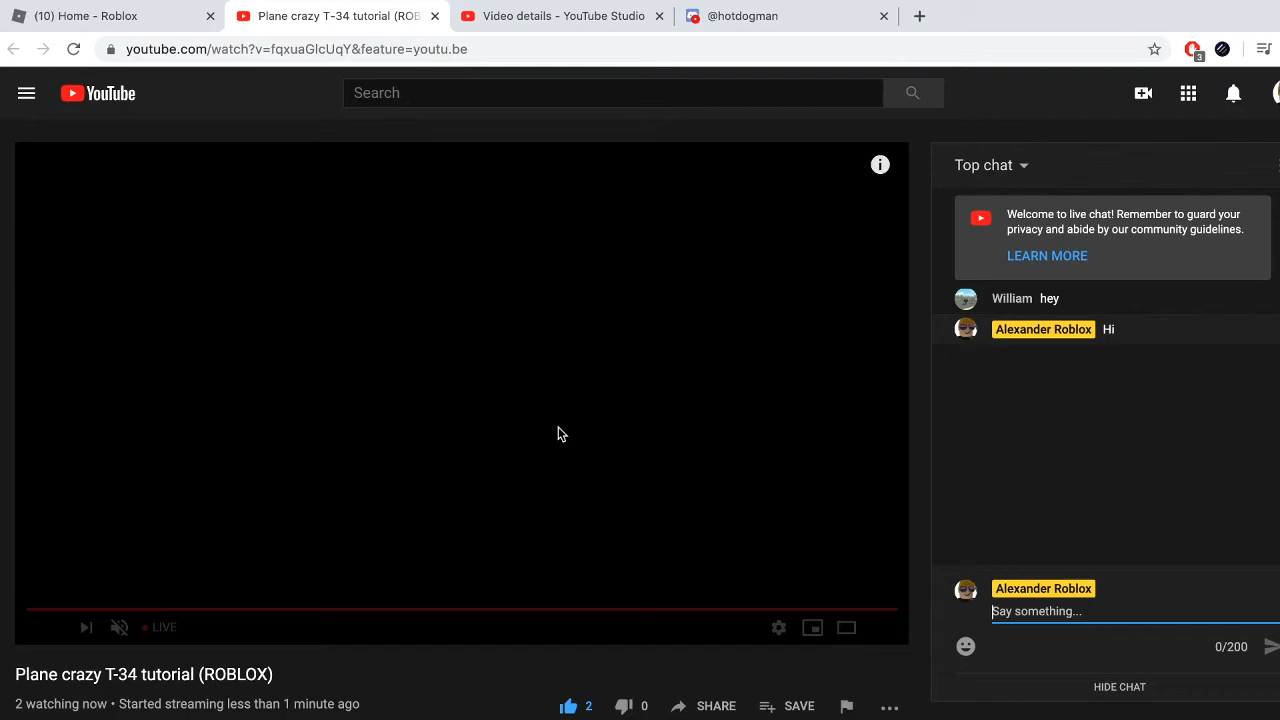 (10) Home - Roblox
Plane crazy T-34 tutorial (ROB
Video details - YouTube Studio
@hotdogman
youtube.com/watch?v=fqxuaGlcUqY&feature=youtu.be
3
YouTube
Search
Top chat
Welcome to live chat! Remember to guard your
privacy and abide by our community guidelines.
LEARN MORE
William hey
Alexander Roblox Hi
Alexander Roblox
Say something...
0/200
HIDE CHAT
LIVE
Plane crazy T-34 tutorial (ROBLOX)
2 watching now • Started streaming less than 1 minute ago
2
0
SHARE
SAVE